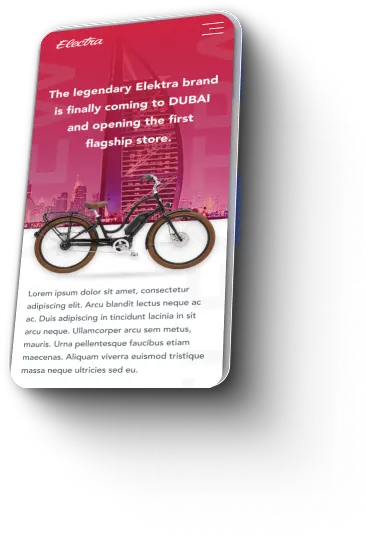 Electra
The legendary Elektra brand
is finally coming to DUBAI
and opening the first
flagship store.
Lorem ipsum dolor sit amet, consectetur
adipiscing elit. Arcu blandit lectus neque ac
ac. Duis adipiscing in tincidunt lacinia in sit
arcu neque. Ullamcorper arcu sem metus,
mauris. Urna pellentesque faucibus etiam
maecenas. Aliquam viverra euismod tristique
massa neque ultricies sed eu.